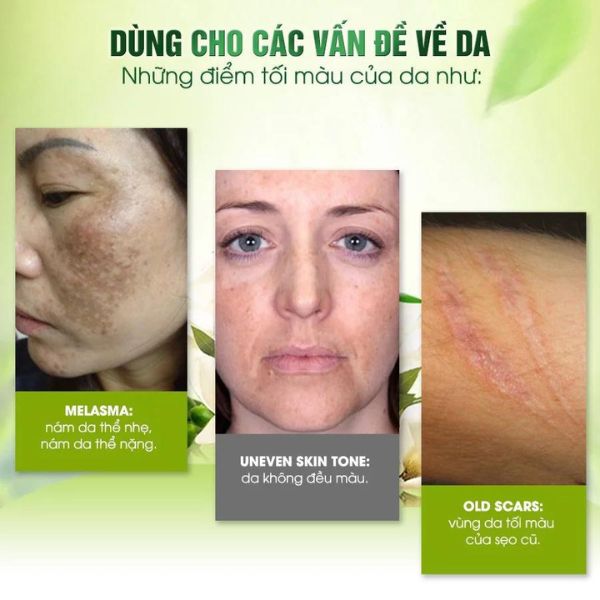 DÙNG CHO CÁC VẤN ĐỀ VỀ DA
Những điểm tối màu của da như:
MELASMA:
nám da thể nhẹ,
nám da thể nặng.
UNEVEN SKIN TONE:
da không đều màu.
OLD SCARS:
vùng da tối màu
của sẹo cũ.